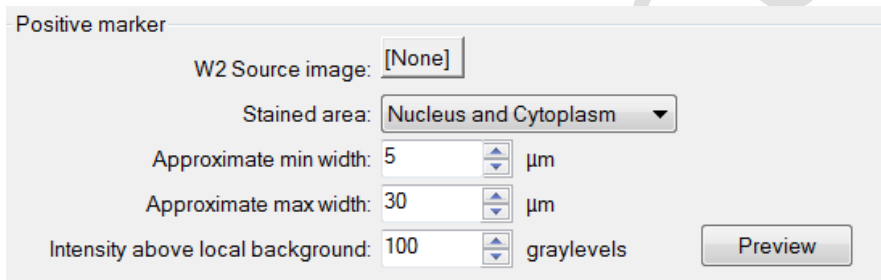 Positive marker
W2 Source image: [None]
Stained area: Nucleus and Cytoplasm
Approximate min width: 5 µm
Approximate max width: 30 µm
Intensity above local background: 100 graylevels Preview